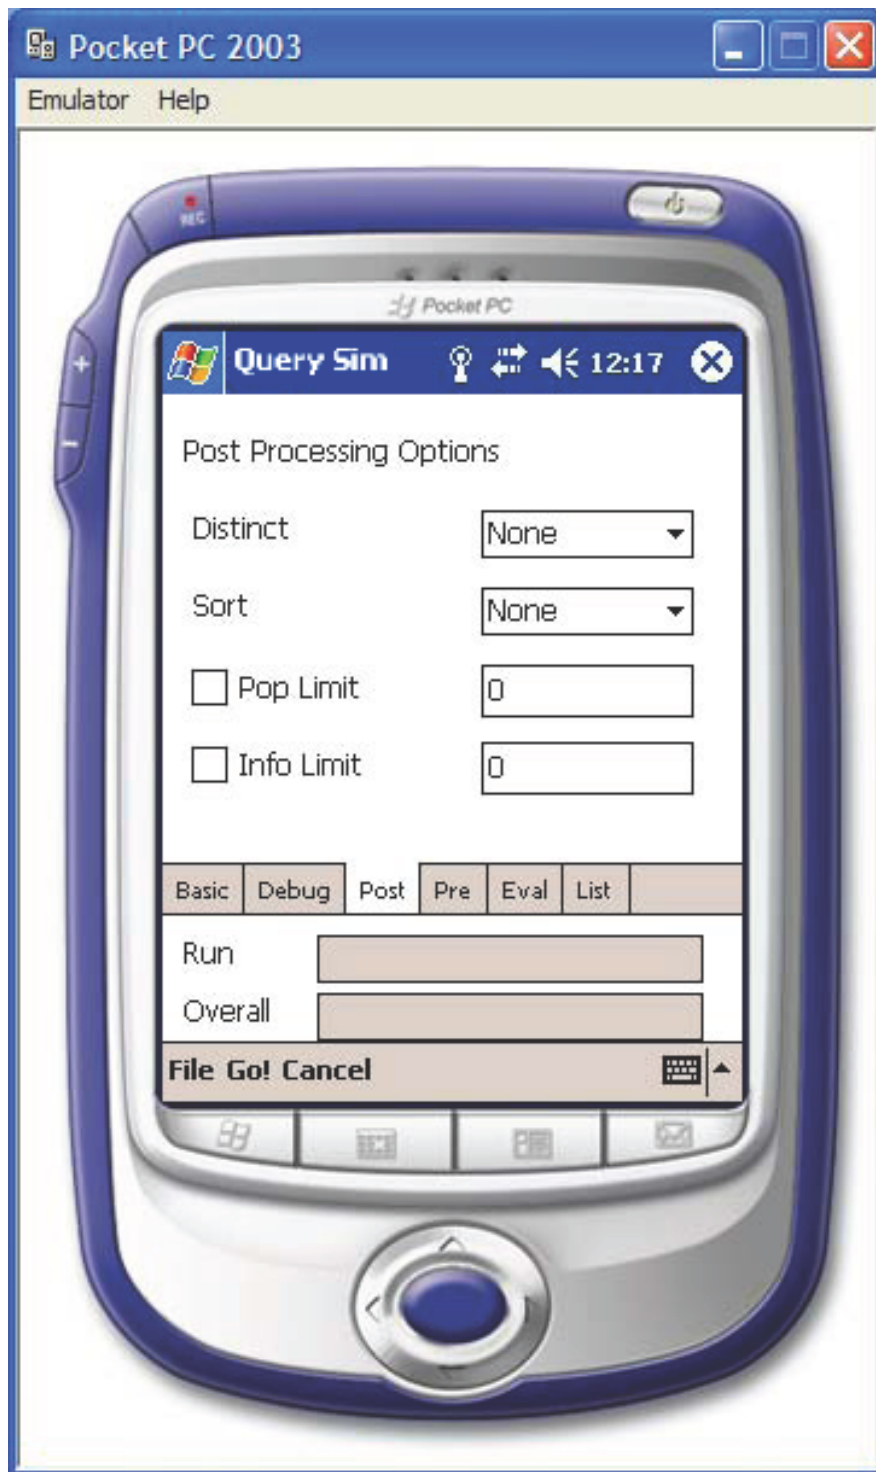 Pocket PC 2003
Emulator Help
REC
Pocket PC
Query Sim 12:17
Post Processing Options
Distinct None
Sort None
Pop Limit 0
Info Limit 0
Basic Debug Post Pre Eval List
Run
Overall
File Go! Cancel
+
-